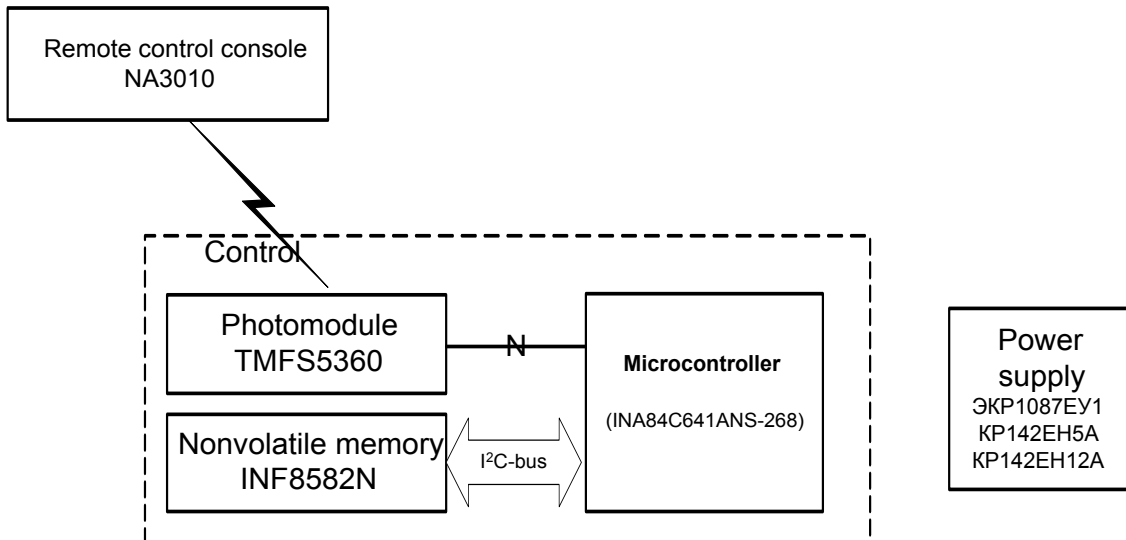 Remote control console
NA3010
Control
Photomodule
TMFS5360
N
Microcontroller
(INA84C641ANS-268)
Nonvolatile memory
INF8582N
I²C-bus
Power
supply
ЭКР1087ЕУ1
КР142ЕН5А
КР142ЕН12А